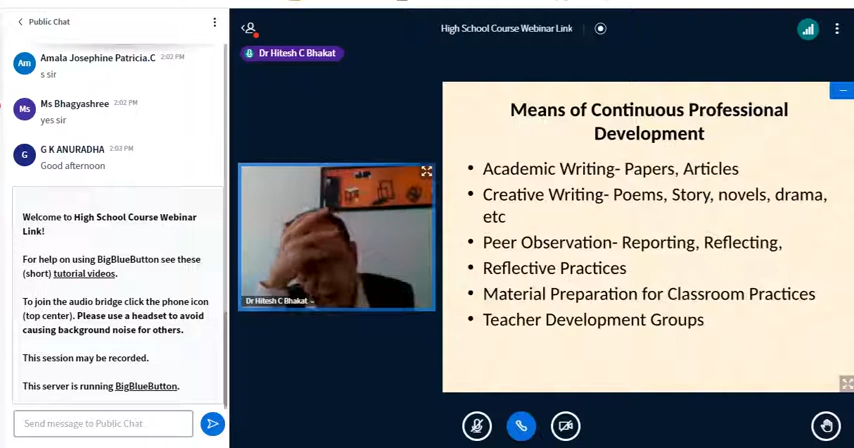 Public Chat
Am
Amala Josephine Patricia.C 2:02 PM
s sir
Ms
Ms Bhagyashree 2:02 PM
yes sir
G
G K ANURADHA 2:03 PM
Good afternoon
Welcome to High School Course Webinar
Link!
For help on using BigBlueButton see these
(short) tutorial videos.
To join the audio bridge click the phone icon
(top center). Please use a headset to avoid
causing background noise for others.
This session may be recorded.
This server is running BigBlueButton.
Send message to Public Chat
High School Course Webinar Link
Dr Hitesh C Bhakat
Dr Hitesh C Bhakat
Means of Continuous Professional
Development
• Academic Writing- Papers, Articles
• Creative Writing- Poems, Story, novels, drama,
etc
• Peer Observation- Reporting, Reflecting,
• Reflective Practices
• Material Preparation for Classroom Practices
• Teacher Development Groups